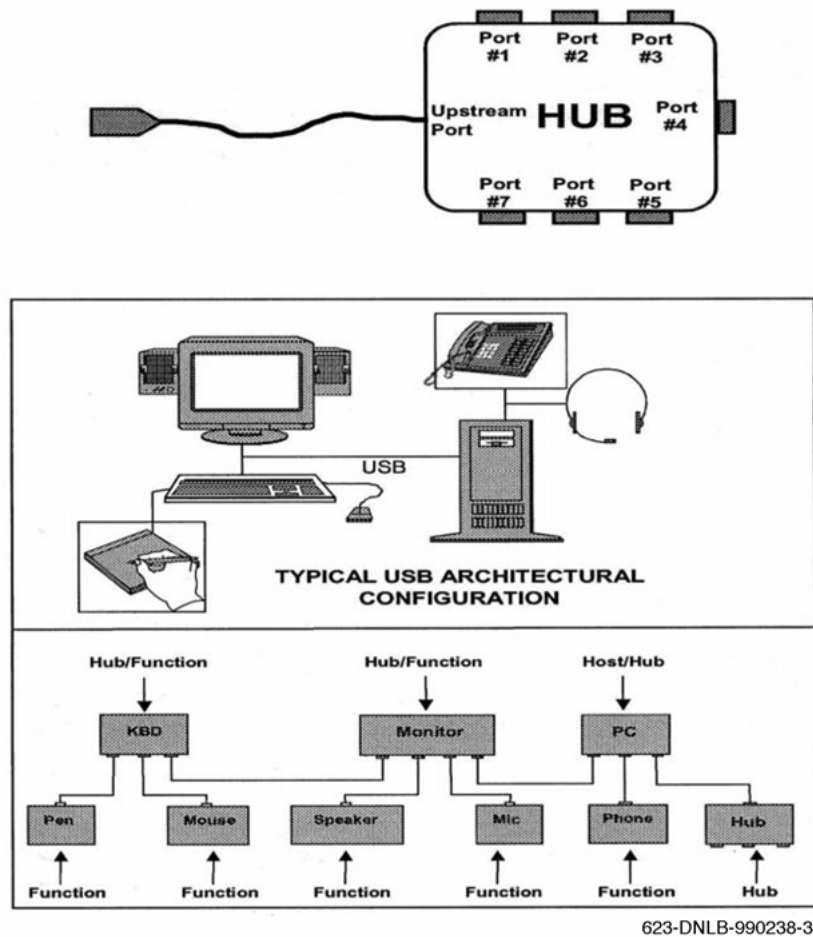 Port #1
Port #2
Port #3
Upstream Port
HUB
Port #4
Port #7
Port #6
Port #5
USB
TYPICAL USB ARCHITECTURAL
CONFIGURATION
Hub/Function
Hub/Function
Host/Hub
KBD
Monitor
PC
Pen
Mouse
Speaker
Mic
Phone
Hub
Function
Function
Function
Function
Function
Hub
623-DNLB-990238-3